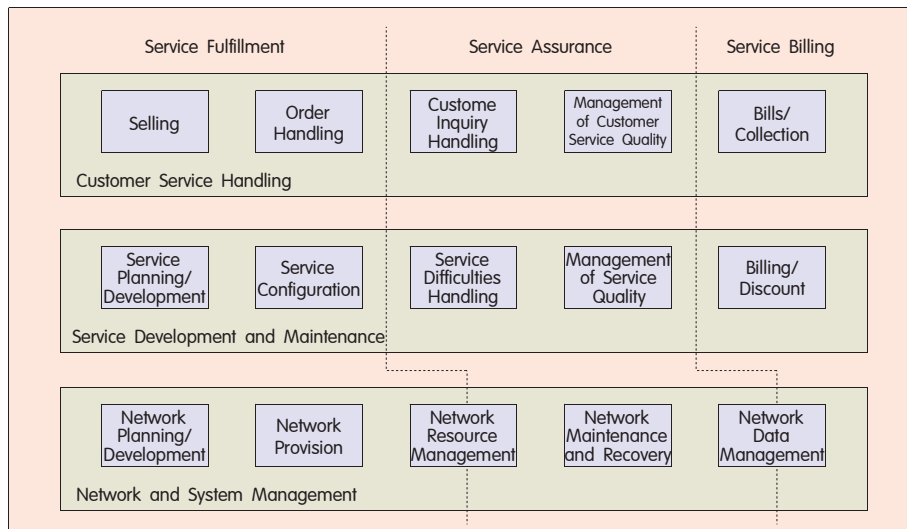 Service Fulfillment
Service Assurance
Service Billing
Selling
Order
Handling
Custome
Inquiry
Handling
Management
of Customer
Service Quality
Bills/
Collection
Customer Service Handling
Service
Planning/
Development
Service
Configuration
Service
Difficulties
Handling
Management
of Service
Quality
Billing/
Discount
Service Development and Maintenance
Network
Planning/
Development
Network
Provision
Network
Resource
Management
Network
Maintenance
and Recovery
Network
Data
Management
Network and System Management